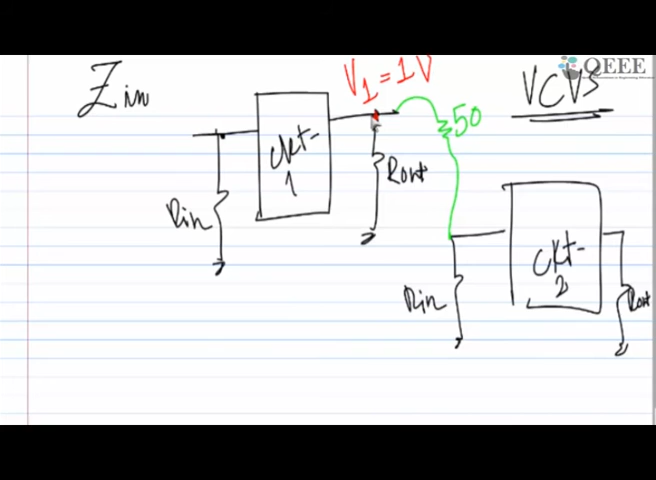 QEEE
Zin
V1 = 1V
VCVS
50
ckt-
1
Rout
Rin
ckt-
2
Rin
Rout